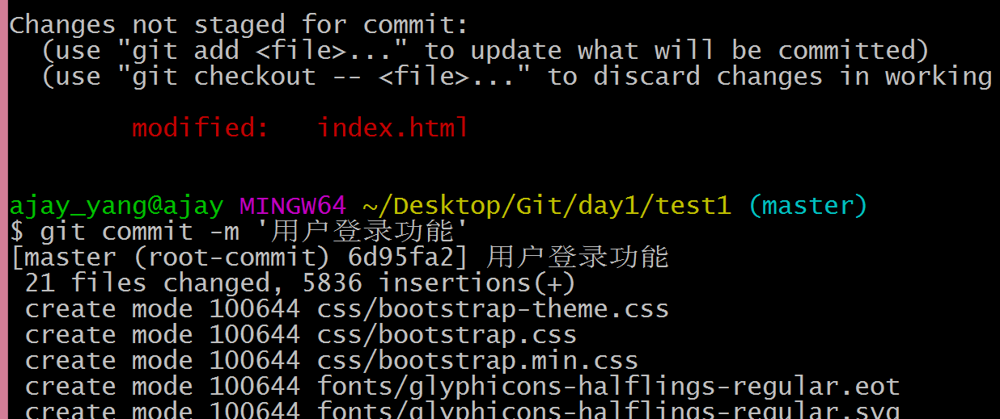 Changes not staged for commit:
  (use "git add <file>..." to update what will be committed)
  (use "git checkout -- <file>..." to discard changes in working
        modified:   index.html
ajay_yang@ajay MINGW64 ~/Desktop/Git/day1/test1 (master)
$ git commit -m '用户登录功能'
[master (root-commit) 6d95fa2] 用户登录功能
 21 files changed, 5836 insertions(+)
 create mode 100644 css/bootstrap-theme.css
 create mode 100644 css/bootstrap.css
 create mode 100644 css/bootstrap.min.css
 create mode 100644 fonts/glyphicons-halflings-regular.eot
 create mode 100644 fonts/glyphicons-halflings-regular.svg